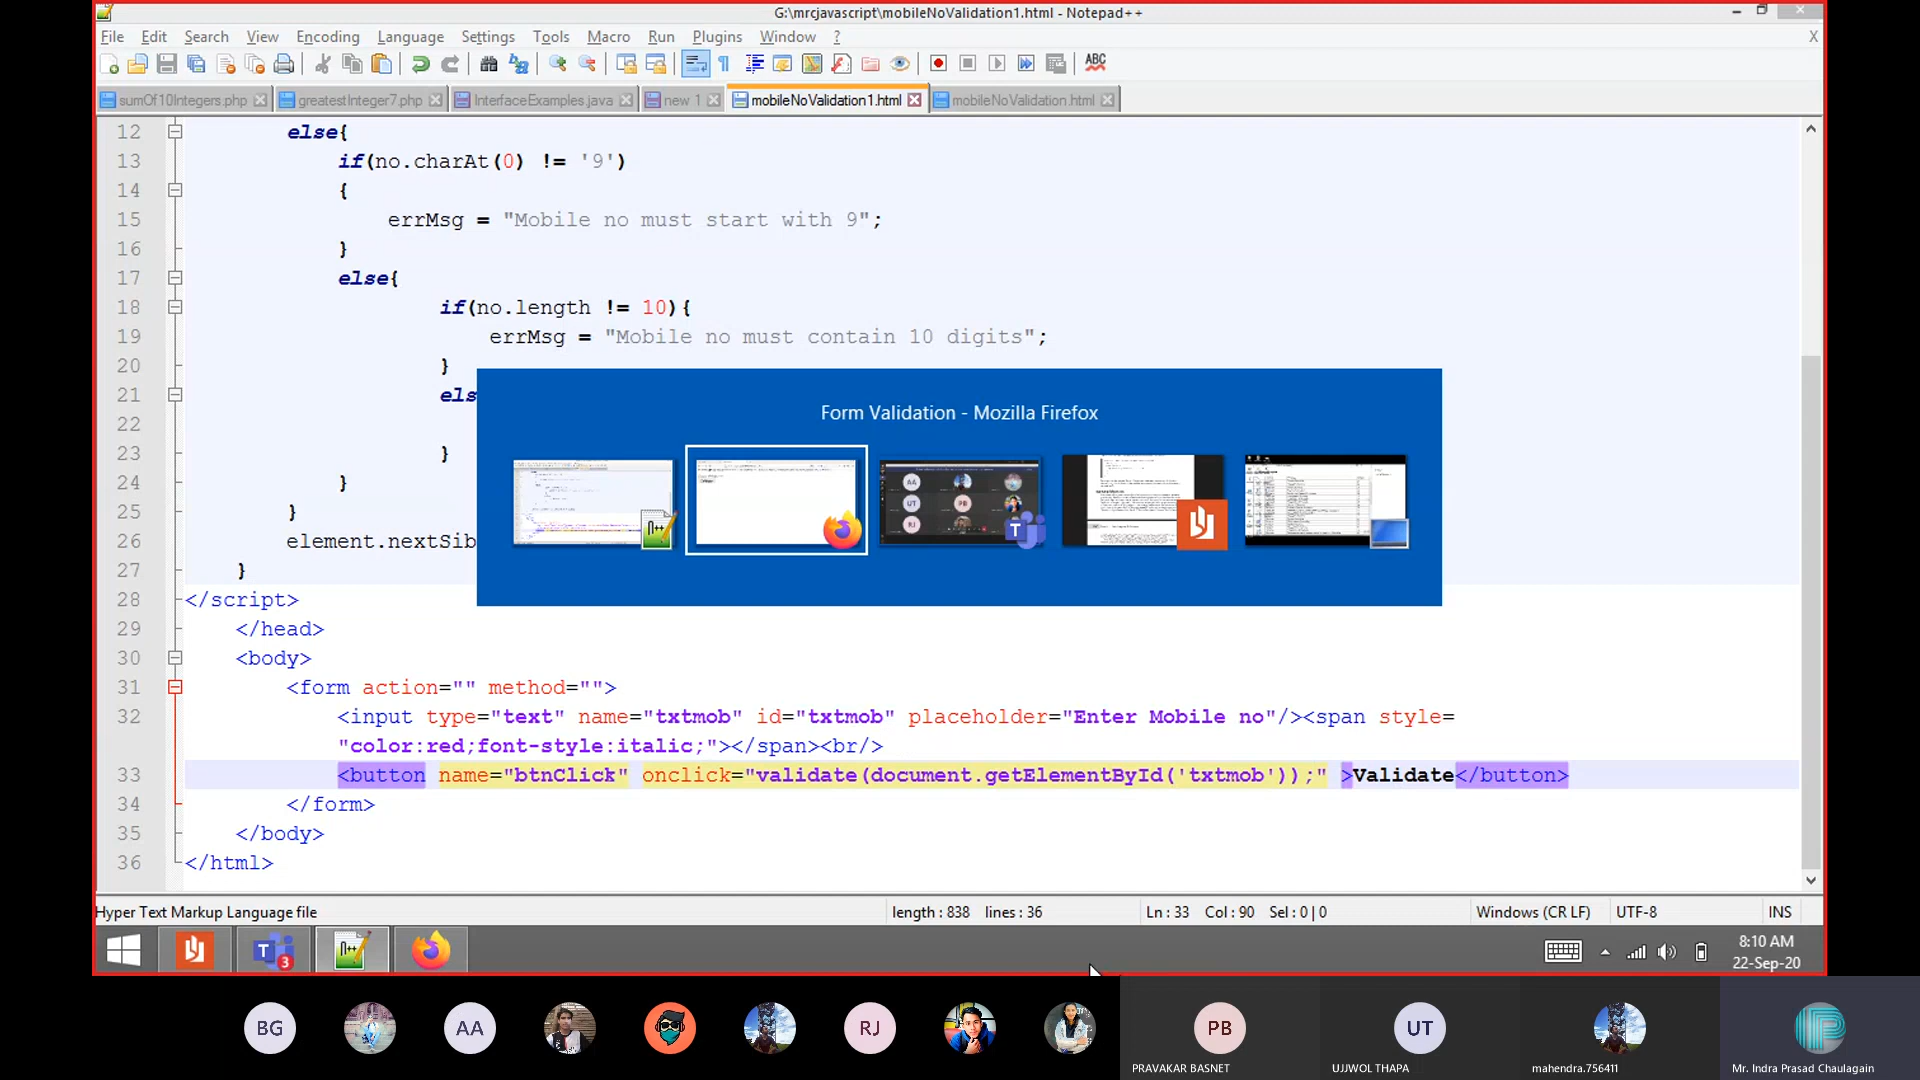 G:\mrcjavascript\mobileNoValidation1.html - Notepad++
File Edit Search View Encoding Language Settings Tools Macro Run Plugins Window ? X
ABC
sumOf10Integers.php greatestInteger7.php InterfaceExamples.java new 1 mobileNoValidation1.html mobileNoValidation.html
12 else{
13 if(no.charAt(0) != '9')
14 {
15 errMsg = "Mobile no must start with 9";
16 }
17 else{
18 if(no.length != 10){
19 errMsg = "Mobile no must contain 10 digits";
20 }
21 els
22
23 }
24 }
25 }
26 element.nextSib
27 }
28 </script>
29 </head>
30 <body>
31 <form action="" method="">
32 <input type="text" name="txtmob" id="txtmob" placeholder="Enter Mobile no"/><span style=
"color:red;font-style:italic;"></span><br/>
33 <button name="btnClick" onclick="validate(document.getElementById('txtmob'));" >Validate</button>
34 </form>
35 </body>
36 </html>
Form Validation - Mozilla Firefox
AA
UT PB
RJ
T
Hyper Text Markup Language file length : 838 lines : 36 Ln : 33 Col : 90 Sel : 0 | 0 Windows (CR LF) UTF-8 INS
T 3
8:10 AM
22-Sep-20
BG AA RJ PB UT
PRAVAKAR BASNET UJJWOL THAPA mahendra.756411 Mr. Indra Prasad Chaulagain